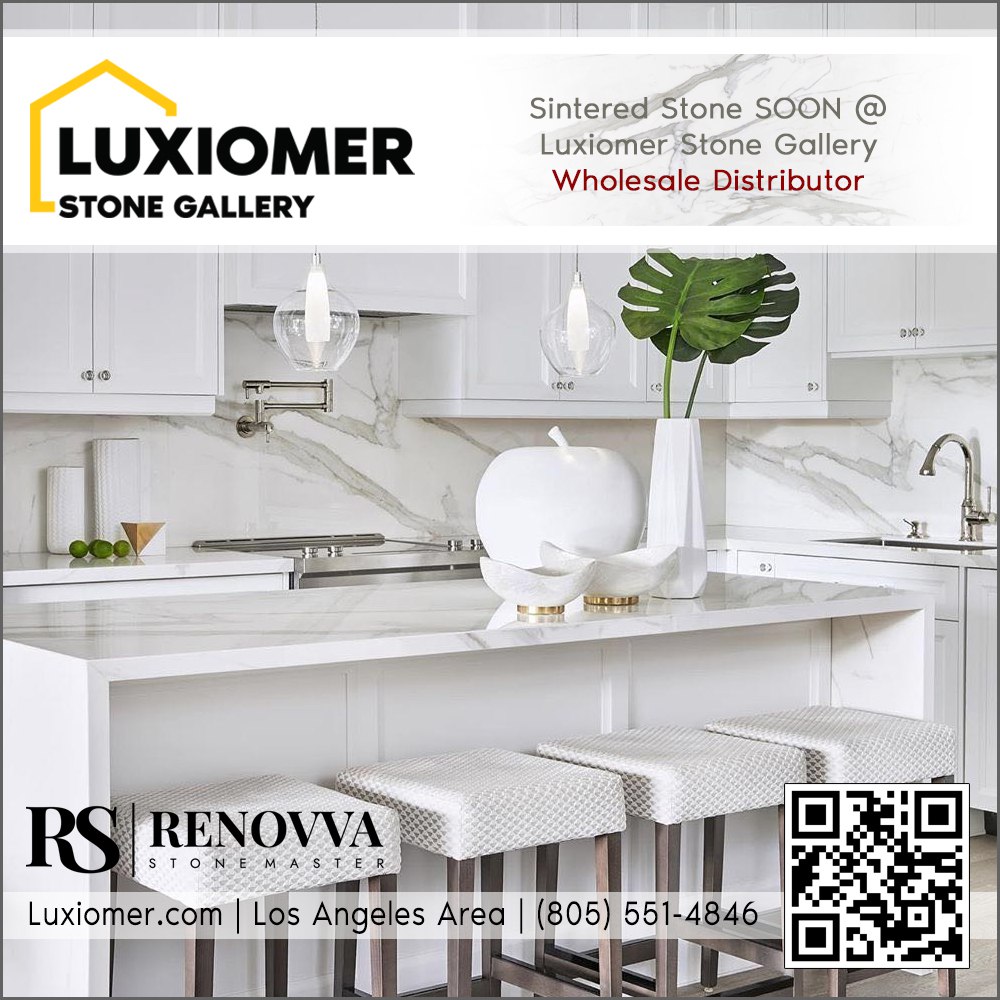 LUXIOMER
STONE GALLERY
Sintered Stone SOON @
Luxiomer Stone Gallery
Wholesale Distributor
RS | RENOVVA
STONEMASTER
Luxiomer.com | Los Angeles Area | (805) 551-4846